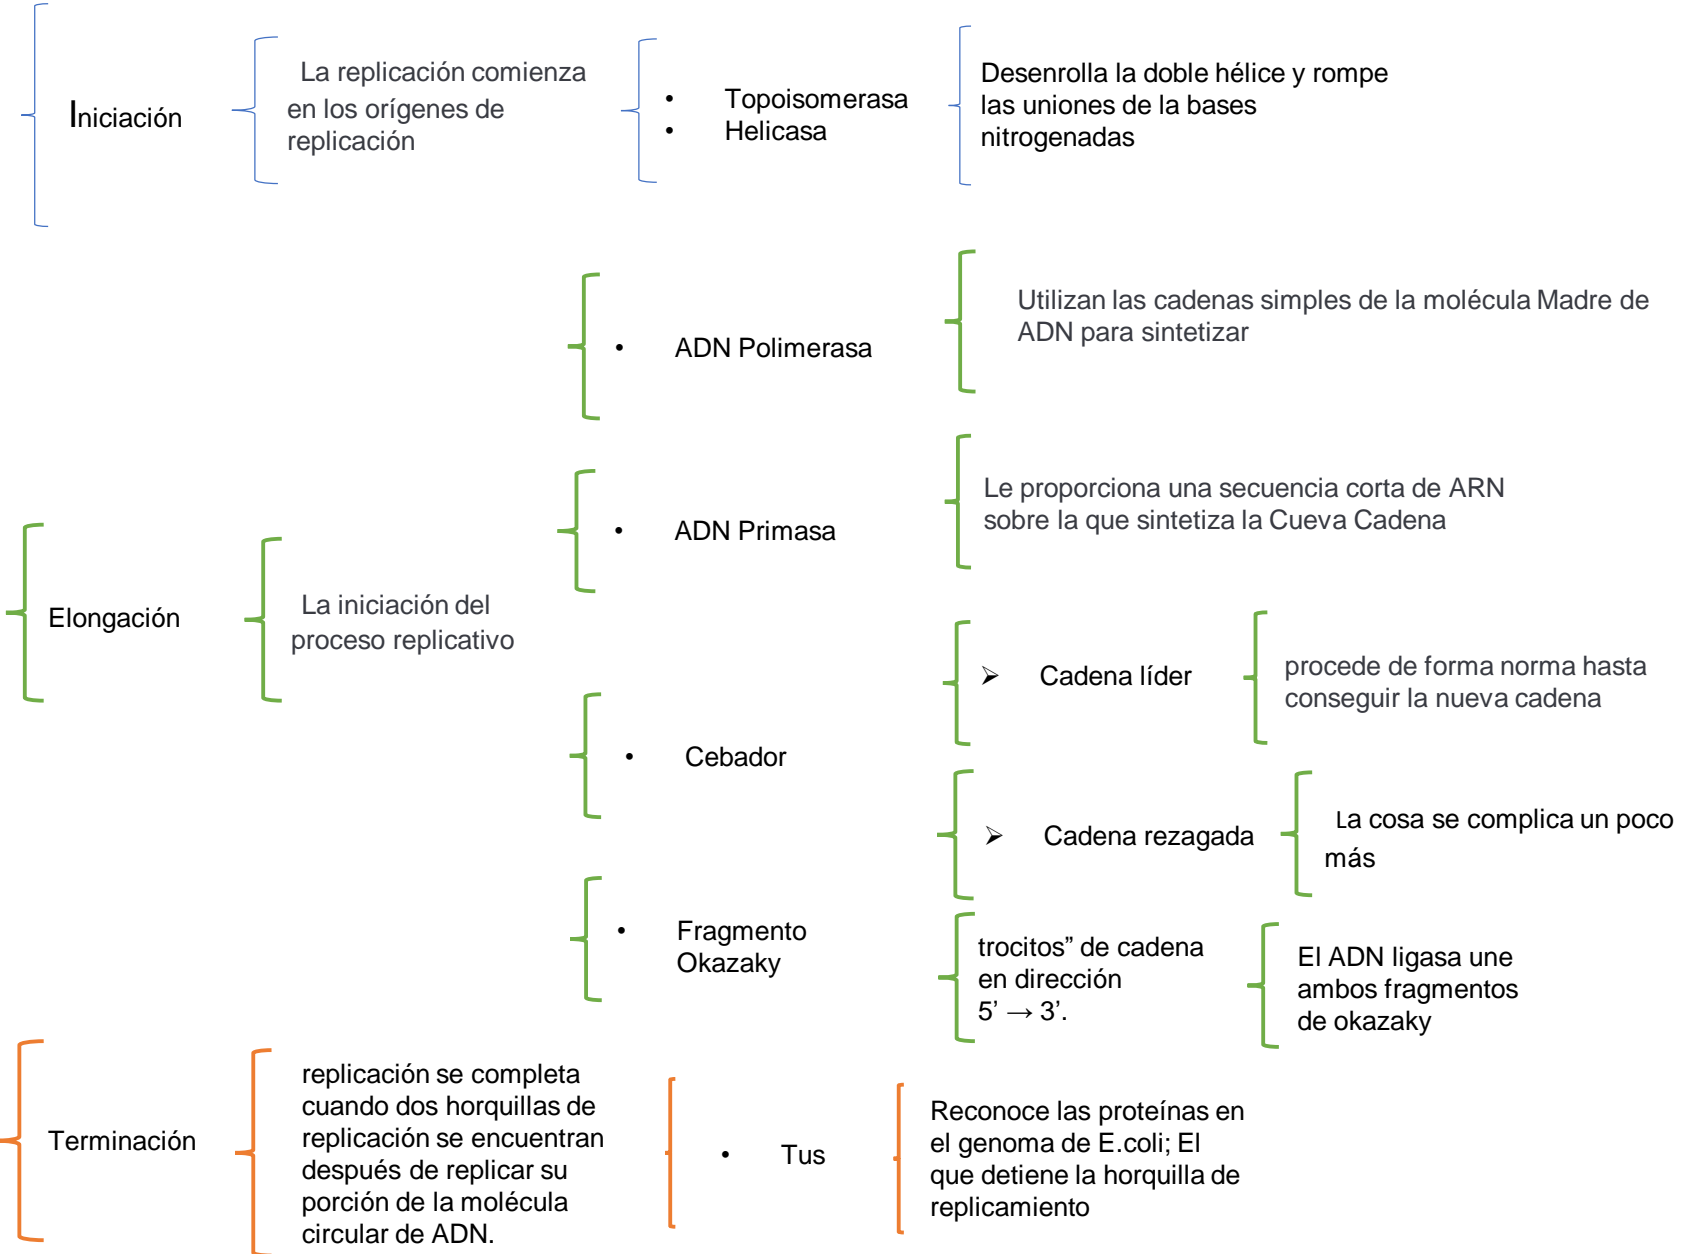 Iniciación
La replicación comienza
en los orígenes de
replicación
• Topoisomerasa
• Helicasa
Desenrolla la doble hélice y rompe
las uniones de la bases
nitrogenadas
Elongación
La iniciación del
proceso replicativo
• ADN Polimerasa
Utilizan las cadenas simples de la molécula Madre de
ADN para sintetizar
• ADN Primasa
Le proporciona una secuencia corta de ARN
sobre la que sintetiza la Cueva Cadena
• Cebador
➢ Cadena líder
procede de forma norma hasta
conseguir la nueva cadena
➢ Cadena rezagada
La cosa se complica un poco
más
• Fragmento
Okazaky
trocitos” de cadena
en dirección
5’ → 3’.
El ADN ligasa une
ambos fragmentos
de okazaky
Terminación
replicación se completa
cuando dos horquillas de
replicación se encuentran
después de replicar su
porción de la molécula
circular de ADN.
• Tus
Reconoce las proteínas en
el genoma de E.coli; El
que detiene la horquilla de
replicamiento